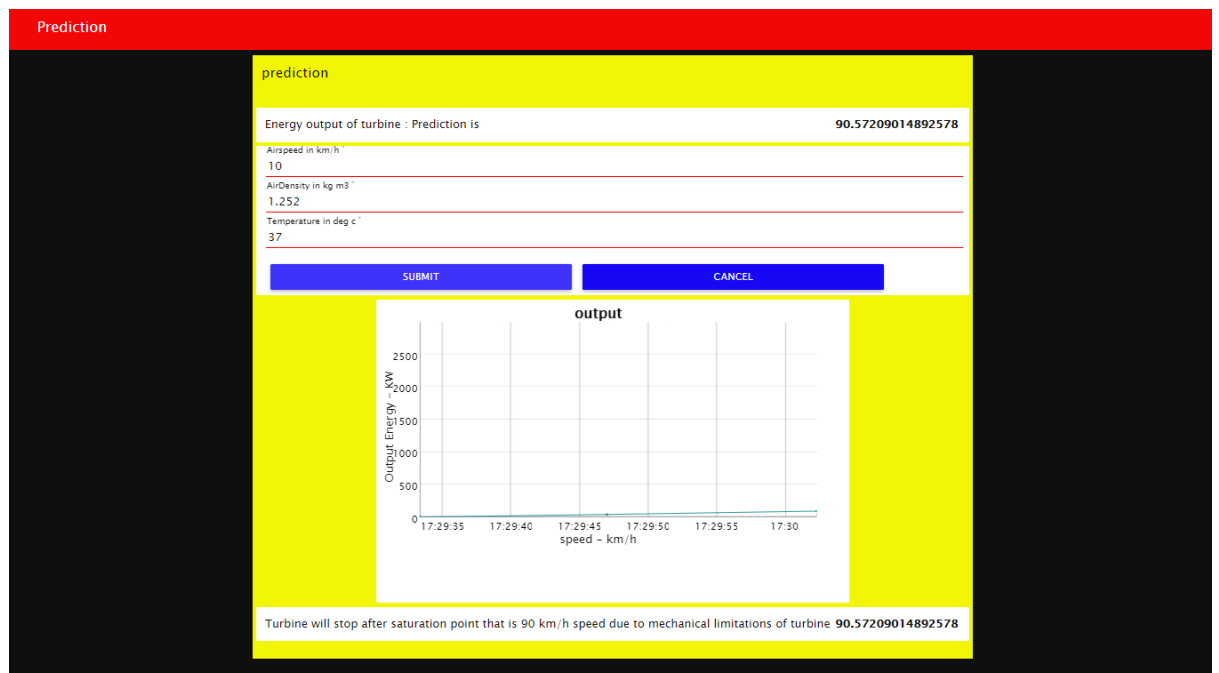 Prediction
prediction
Energy output of turbine : Prediction is 90.57209014892578
Airspeed in km/h *
10
AirDensity in kg m3 *
1.252
Temperature in deg c *
37
SUBMIT CANCEL
output
Output Energy – KW
2500
2000
1500
1000
500
0
17:29:35 17:29:40 17:29:45 17:29:50 17:29:55 17:30
speed – km/h
Turbine will stop after saturation point that is 90 km/h speed due to mechanical limitations of turbine 90.57209014892578